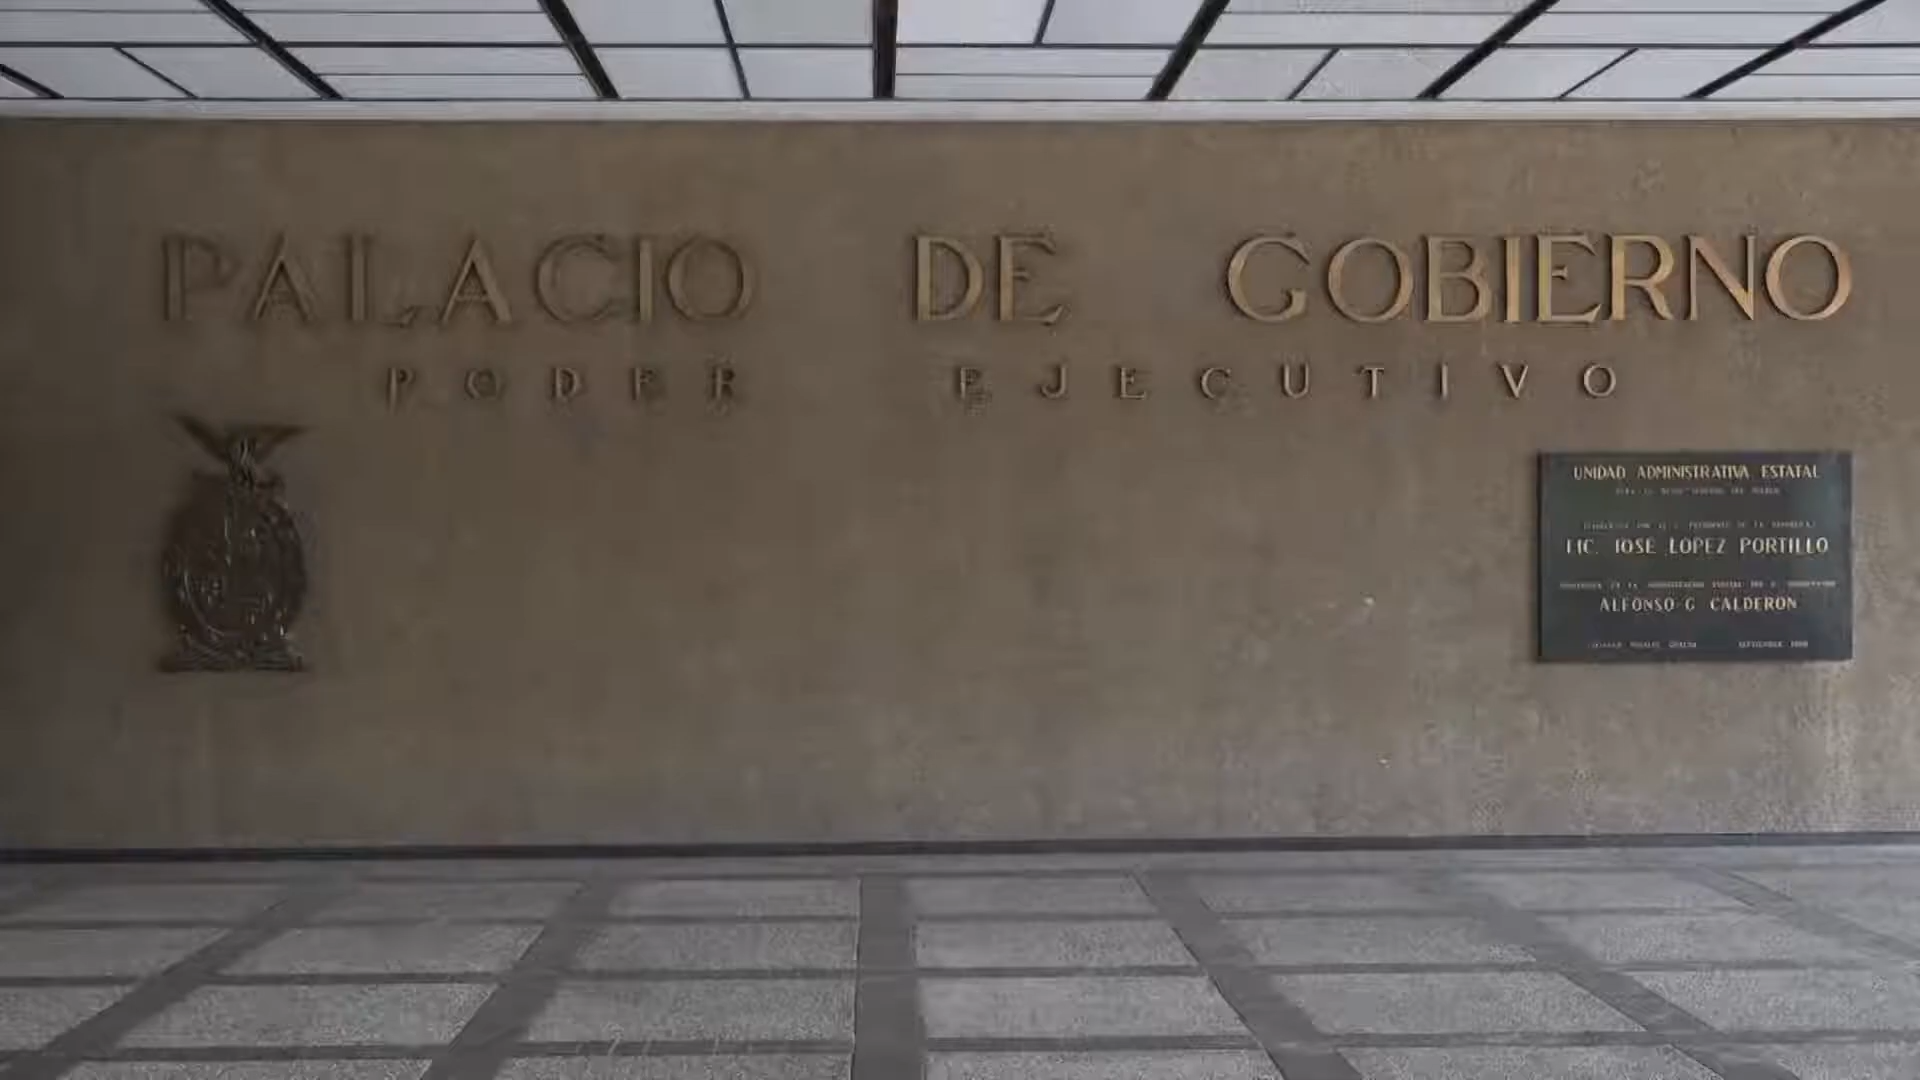 PALACIO DE GOBIERNO
PODER EJECUTIVO
UNIDAD ADMINISTRATIVA ESTATAL
LIC. JOSE LOPEZ PORTILLO
ALFONSO G CALDERON